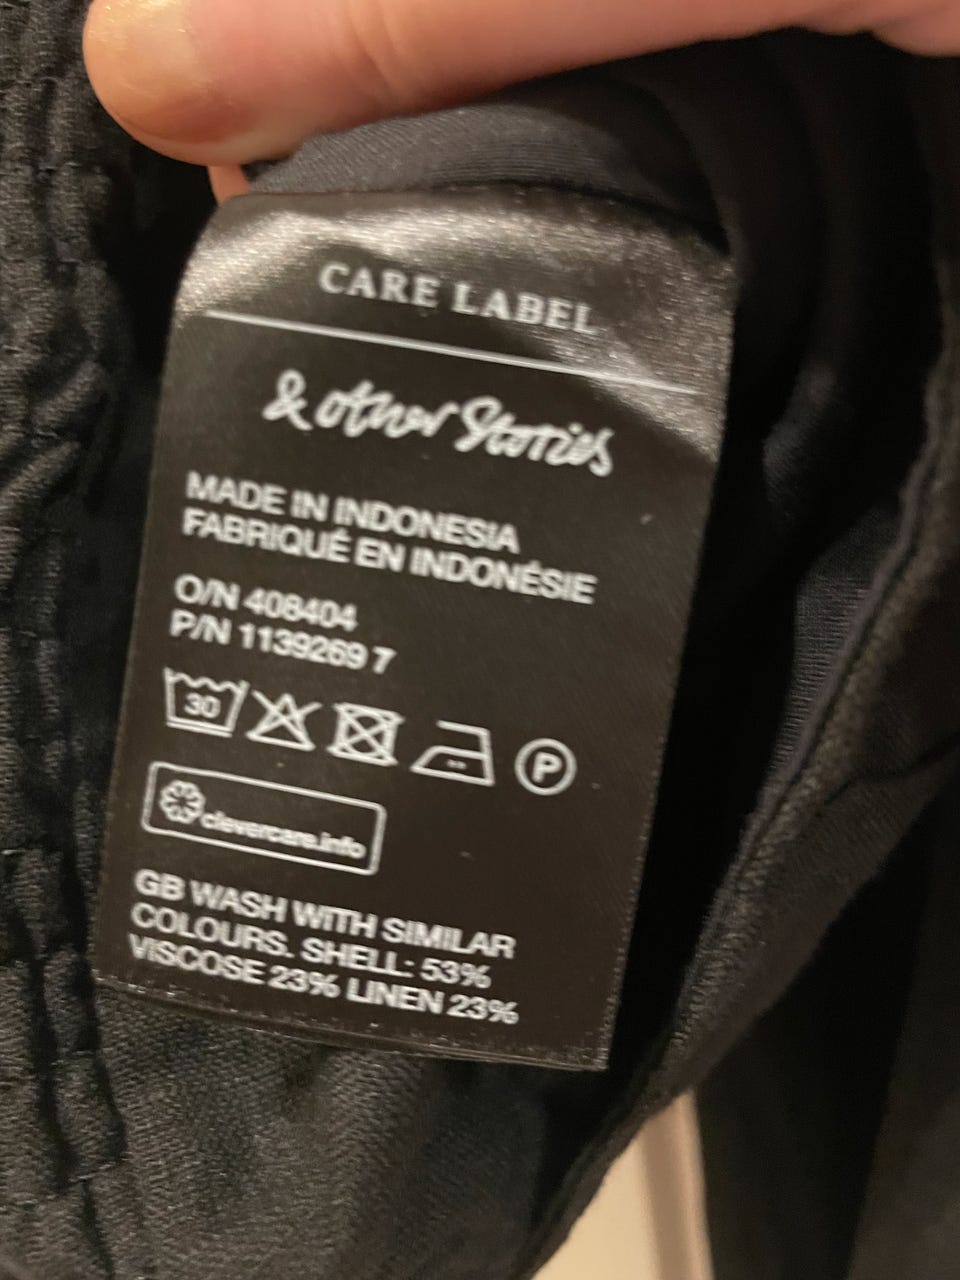 CARE LABEL
& other Stories
MADE IN INDONESIA
FABRIQUÉ EN INDONÉSIE
O/N 408404
P/N 1139269 7
30
P
clevercare.info
GB WASH WITH SIMILAR
COLOURS. SHELL: 53%
VISCOSE 23% LINEN 23%